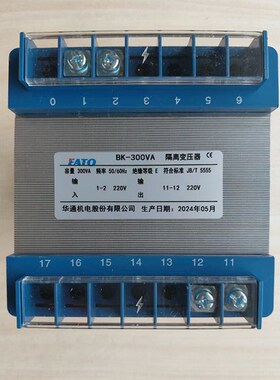 0 1 2 3 4 5 6
FATO BK-300VA 隔离变压器 CE
容量 300VA 频率 50/60Hz 绝缘等级 E 符合标准 JB/T 5555
输入 1-2 220V 输出 11-12 220V
华通机电股份有限公司 生产日期 2024年05月
17 16 15 14 13 12 11